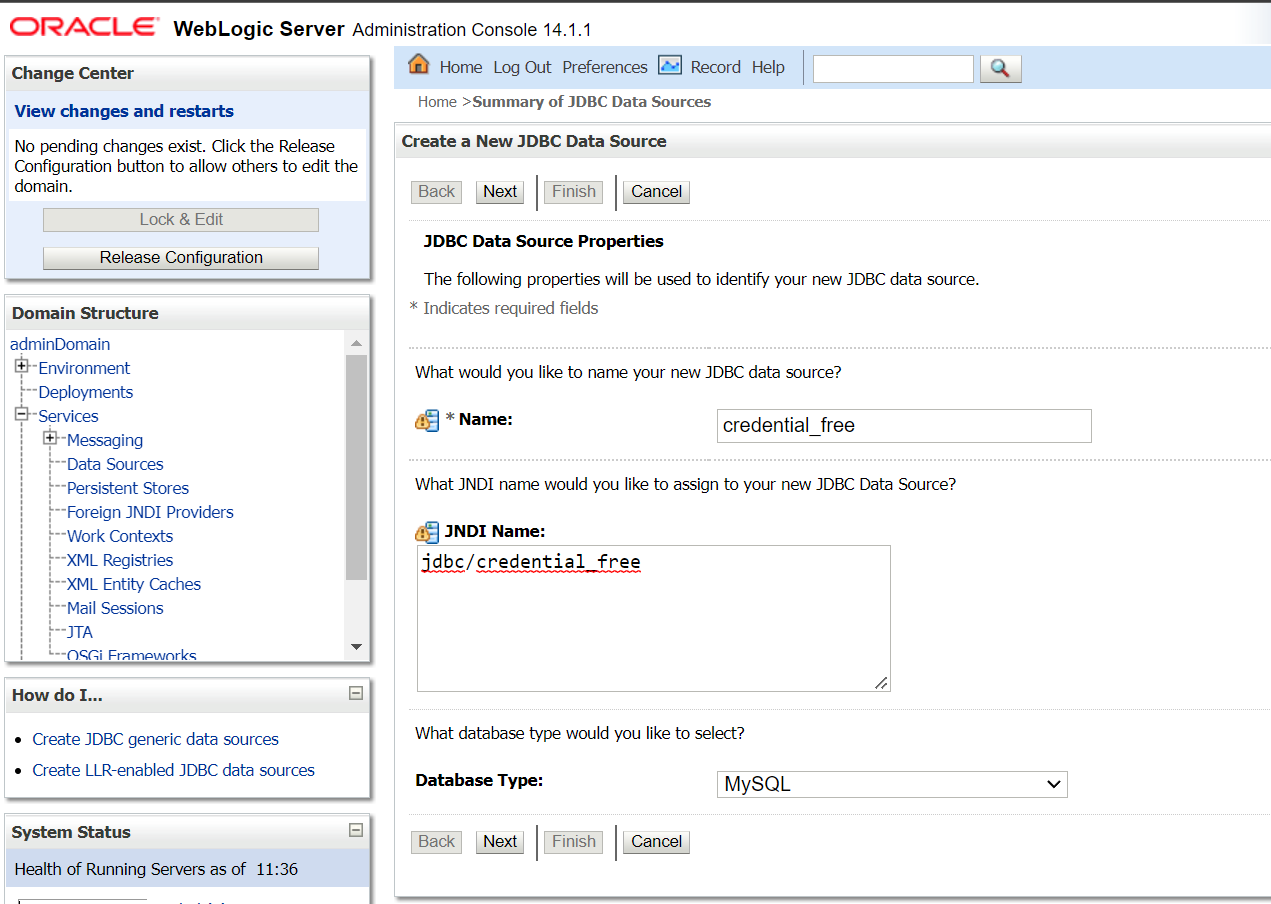 ORACLE WebLogic Server Administration Console 14.1.1
Change Center
View changes and restarts
No pending changes exist. Click the Release
Configuration button to allow others to edit the
domain.
Lock & Edit
Release Configuration
Domain Structure
adminDomain
Environment
Deployments
Services
Messaging
Data Sources
Persistent Stores
Foreign JNDI Providers
Work Contexts
XML Registries
XML Entity Caches
Mail Sessions
JTA
OSGi Frameworks
How do I...
Create JDBC generic data sources
Create LLR-enabled JDBC data sources
System Status
Health of Running Servers as of 11:36
Home Log Out Preferences Record Help
Home >Summary of JDBC Data Sources
Create a New JDBC Data Source
Back Next Finish Cancel
JDBC Data Source Properties
The following properties will be used to identify your new JDBC data source.
* Indicates required fields
What would you like to name your new JDBC data source?
* Name: credential_free
What JNDI name would you like to assign to your new JDBC Data Source?
JNDI Name:
jdbc/credential_free
What database type would you like to select?
Database Type: MySQL
Back Next Finish Cancel